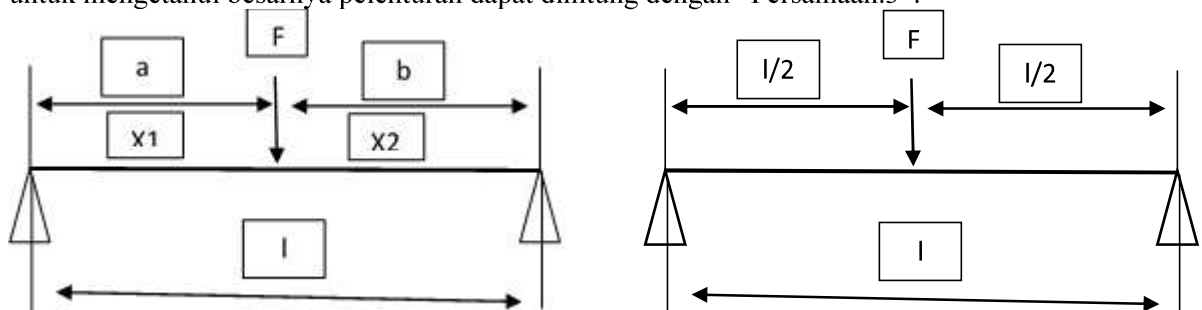 untuk mengetahui besarnya pelenturan dapat dihitung dengan “Persamaan.3”.
F F
a b l/2 l/2
X1 X2
l l